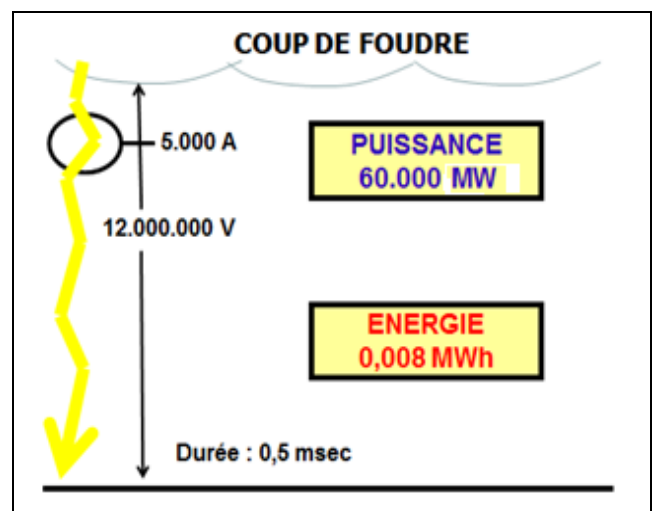 COUP DE FOUDRE
5.000 A
PUISSANCE
60.000 MW
12.000.000 V
ENERGIE
0,008 MWh
Durée : 0,5 msec